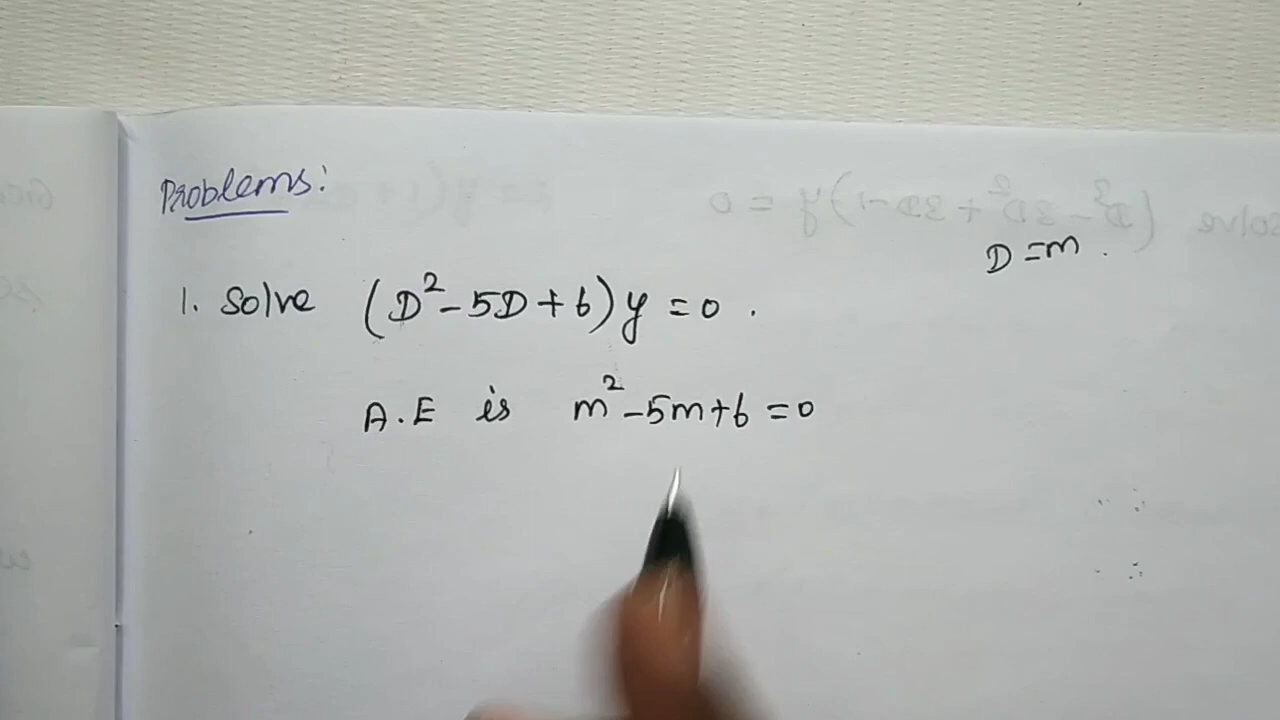 Problems:
D = m .
1. Solve (D² - 5D + 6) y = 0 .
A.E is m² - 5m + 6 = 0